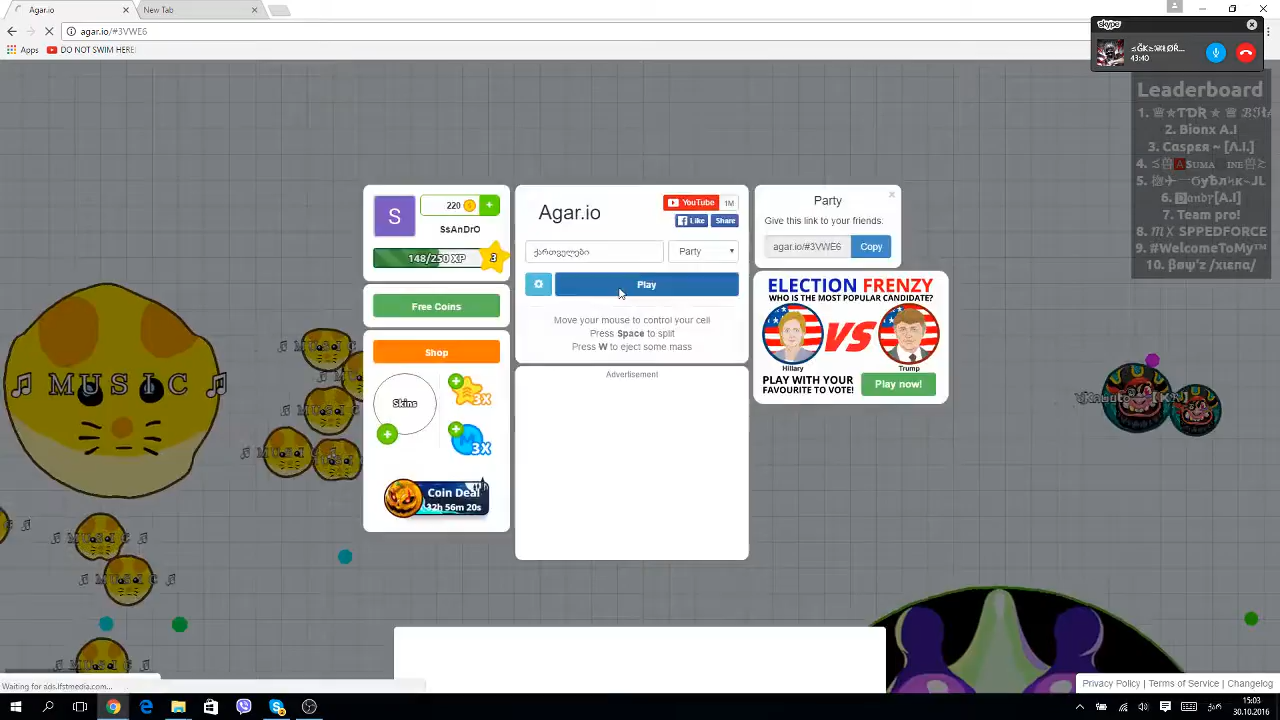 Agar.io
New Tab
agar.io/#3VWE6
Apps
DO NOT SWIM HERE!
skype
43:40
Leaderboard
2. Bionx A.I
7. Team pro!
8. SPPEDFORCE
9. #WelcomeToMy™
S
220
SsAnDrO
148/250 XP
3
Free Coins
Shop
Skins
3X
M
3X
Coin Deal
22h 56m 20s
Agar.io
YouTube
1M
Like
Share
ქართველები
Party
Play
Move your mouse to control your cell
Press Space to split
Press W to eject some mass
Advertisement
Party
Give this link to your friends:
agar.io/#3VWE6
Copy
ELECTION FRENZY
WHO IS THE MOST POPULAR CANDIDATE?
VS
Hillary
Trump
PLAY WITH YOUR
FAVOURITE TO VOTE!
Play now!
♫ M U S I C ♫
♫ M U S I C ♫
♫ M U S I C ♫
♫ M U S I C ♫
Waiting for ads.lfstmedia.com...
Privacy Policy | Terms of Service | Changelog
15:03
30.10.2016